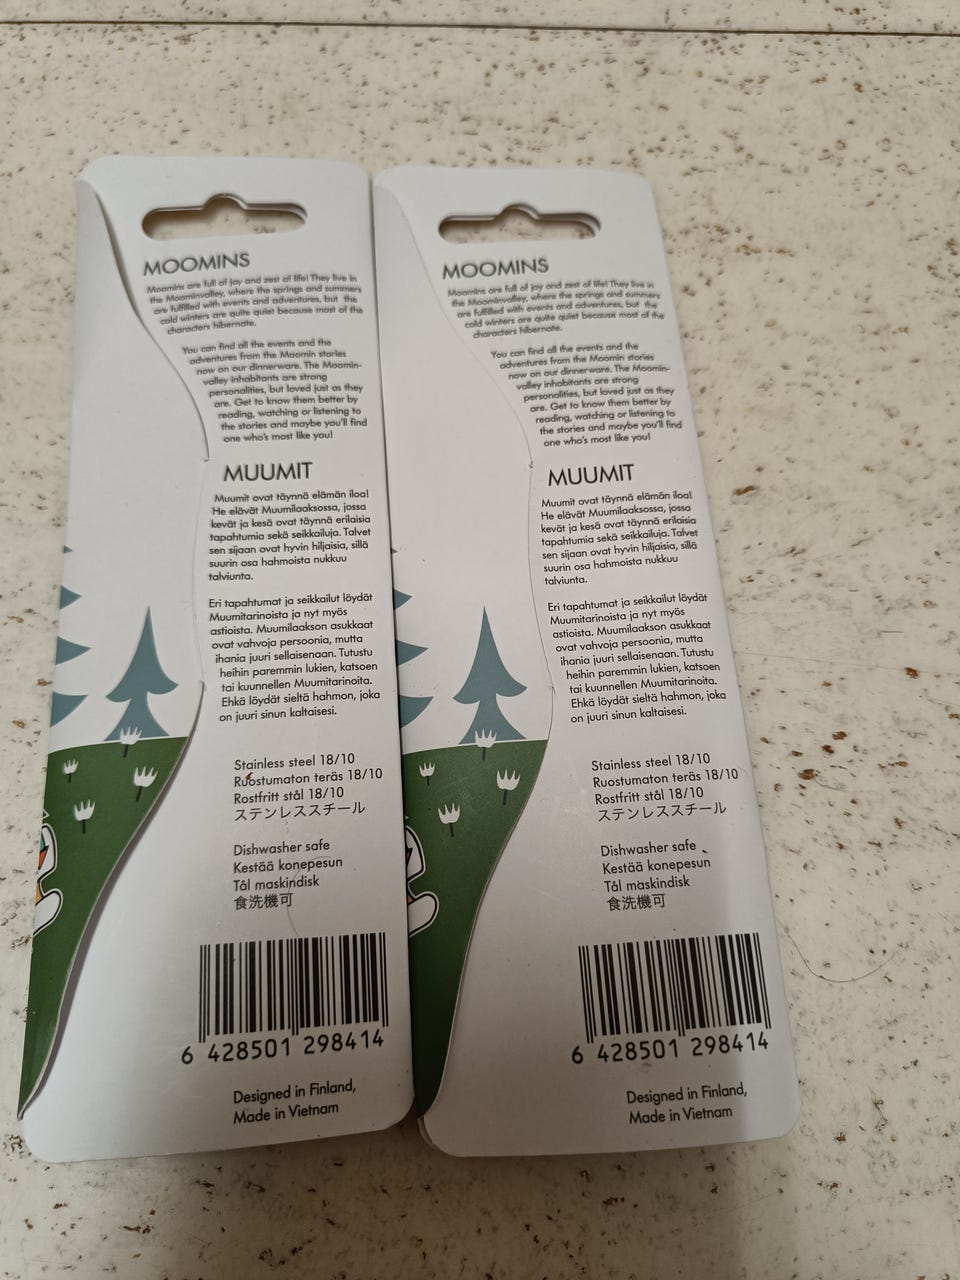 MOOMINS
Moomins are full of joy and zest of life! They live in
the Moominvalley, where the springs and summers
are fulfilled with events and adventures, but the
cold winters are quite quiet because most of the
characters hibernate.
You can find all the events and the
adventures from the Moomin stories
now on our dinnerware. The Moomin-
valley inhabitants are strong
personalities, but loved just as they
are. Get to know them better by
reading, watching or listening to
the stories and maybe you'll find
one who's most like you!
MUUMIT
Muumit ovat täynnä elämän iloa!
He elävät Muumilaaksossa, jossa
kevät ja kesä ovat täynnä erilaisia
tapahtumia sekä seikkailuja. Talvet
sen sijaan ovat hyvin hiljaisia, sillä
suurin osa hahmoista nukkuu
talviunta.
Eri tapahtumat ja seikkailut löydät
Muumitarinoista ja nyt myös
astioista. Muumilaakson asukkaat
ovat vahvoja persoonia, mutta
ihania juuri sellaisenaan. Tutustu
heihin paremmin lukien, katsoen
tai kuunnellen Muumitarinoita.
Ehkä löydät sieltä hahmon, joka
on juuri sinun kaltaisesi.
Stainless steel 18/10
Ruostumaton teräs 18/10
Rostfritt stål 18/10
ステンレススチール
Dishwasher safe
Kestää konepesun
Tål maskindisk
食洗機可
6 428501 298414
Designed in Finland,
Made in Vietnam
MOOMINS
Moomins are full of joy and zest of life! They live in
the Moominvalley, where the springs and summers
are fulfilled with events and adventures, but the
cold winters are quite quiet because most of the
characters hibernate.
You can find all the events and the
adventures from the Moomin stories
now on our dinnerware. The Moomin-
valley inhabitants are strong
personalities, but loved just as they
are. Get to know them better by
reading, watching or listening to
the stories and maybe you'll find
one who's most like you!
MUUMIT
Muumit ovat täynnä elämän iloa!
He elävät Muumilaaksossa, jossa
kevät ja kesä ovat täynnä erilaisia
tapahtumia sekä seikkailuja. Talvet
sen sijaan ovat hyvin hiljaisia, sillä
suurin osa hahmoista nukkuu
talviunta.
Eri tapahtumat ja seikkailut löydät
Muumitarinoista ja nyt myös
astioista. Muumilaakson asukkaat
ovat vahvoja persoonia, mutta
ihania juuri sellaisenaan. Tutustu
heihin paremmin lukien, katsoen
tai kuunnellen Muumitarinoita.
Ehkä löydät sieltä hahmon, joka
on juuri sinun kaltaisesi.
Stainless steel 18/10
Ruostumaton teräs 18/10
Rostfritt stål 18/10
ステンレススチール
Dishwasher safe
Kestää konepesun
Tål maskindisk
食洗機可
6 428501 298414
Designed in Finland,
Made in Vietnam